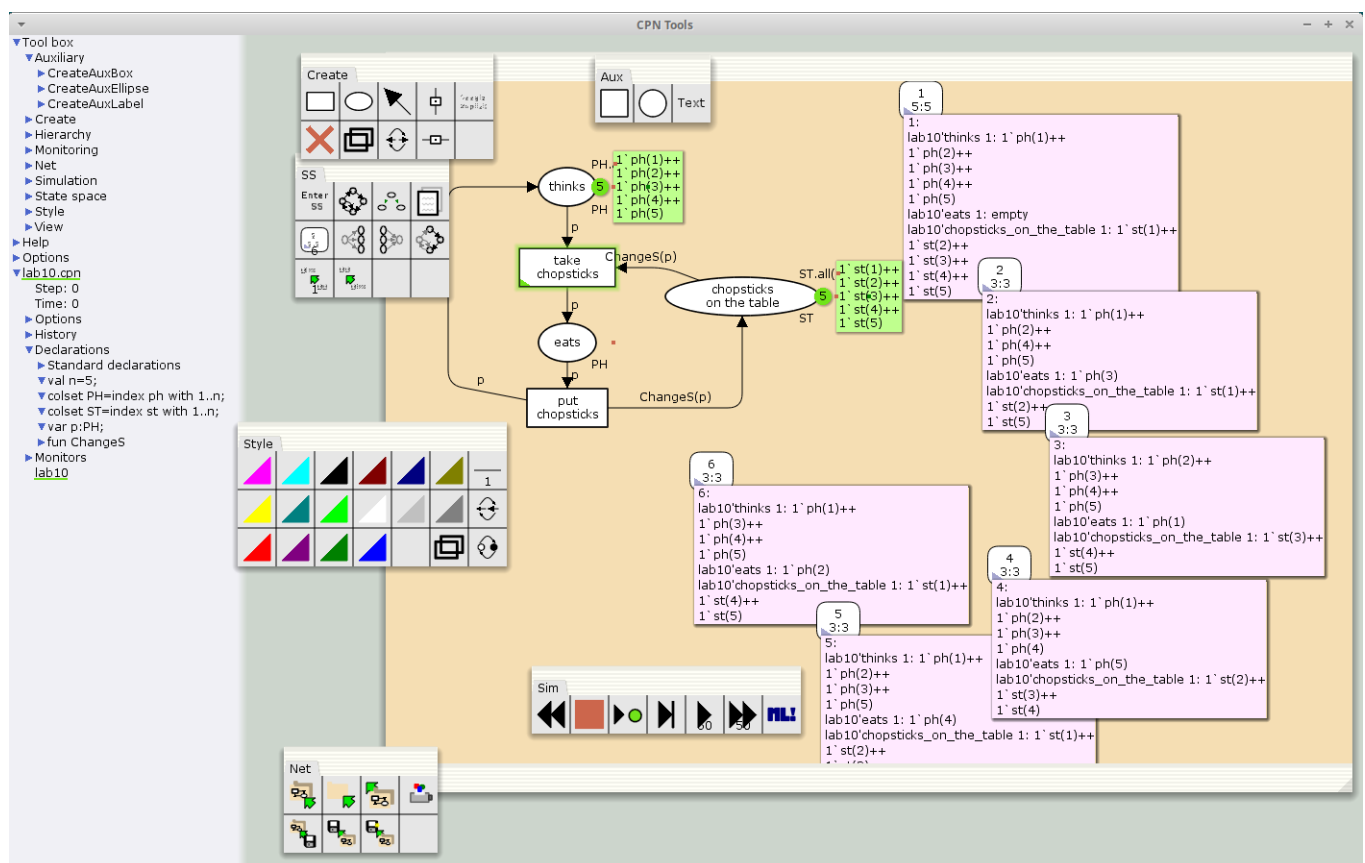 CPN Tools
Tool box
Auxiliary
CreateAuxBox
CreateAuxEllipse
CreateAuxLabel
Create
Hierarchy
Monitoring
Net
Simulation
State space
Style
View
Help
Options
lab10.cpn
Step: 0
Time: 0
Options
History
Declarations
Standard declarations
val n=5;
colset PH=index ph with 1..n;
colset ST=index st with 1..n;
var p:PH;
fun ChangeS
Monitors
lab10
Create
Aux
Text
SS
Enter
SS
6
1
thinks
5
PH
PH
1`ph(1)++
1`ph(2)++
1`ph(3)++
1`ph(4)++
1`ph(5)
p
take
chopsticks
ChangeS(p)
p
chopsticks
on the table
5
ST.all(
ST
1`st(1)++
1`st(2)++
1`st(3)++
1`st(4)++
1`st(5)
eats
PH
p
p
put
chopsticks
ChangeS(p)
1
5:5
1:
lab10'thinks 1: 1`ph(1)++
1`ph(2)++
1`ph(3)++
1`ph(4)++
1`ph(5)
lab10'eats 1: empty
lab10'chopsticks_on_the_table 1: 1`st(1)++
1`st(2)++
1`st(3)++
1`st(4)++
1`st(5)
2
3:3
2:
lab10'thinks 1: 1`ph(1)++
1`ph(2)++
1`ph(4)++
1`ph(5)
lab10'eats 1: 1`ph(3)
lab10'chopsticks_on_the_table 1: 1`st(1)++
1`st(2)++
1`st(5)
3
3:3
3:
lab10'thinks 1: 1`ph(2)++
1`ph(3)++
1`ph(4)++
1`ph(5)
lab10'eats 1: 1`ph(1)
lab10'chopsticks_on_the_table 1: 1`st(3)++
1`st(4)++
1`st(5)
Style
1
6
3:3
6:
lab10'thinks 1: 1`ph(1)++
1`ph(3)++
1`ph(4)++
1`ph(5)
lab10'eats 1: 1`ph(2)
lab10'chopsticks_on_the_table 1: 1`st(1)++
1`st(4)++
1`st(5)
4
3:3
4:
lab10'thinks 1: 1`ph(1)++
1`ph(2)++
1`ph(3)++
1`ph(4)
lab10'eats 1: 1`ph(5)
lab10'chopsticks_on_the_table 1: 1`st(2)++
1`st(3)++
1`st(4)
5
3:3
5:
lab10'thinks 1: 1`ph(1)++
1`ph(2)++
1`ph(3)++
1`ph(5)
lab10'eats 1: 1`ph(4)
lab10'chopsticks_on_the_table 1: 1`st(1)++
1`st(2)++
Sim
50
ML!
Net